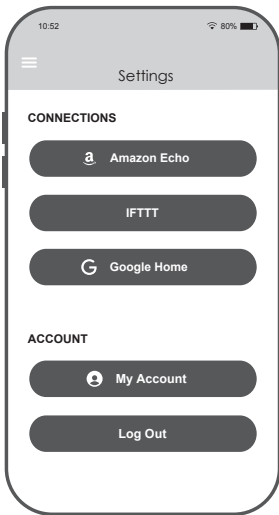 10:52 80%
Settings
CONNECTIONS
a Amazon Echo
IFTTT
G Google Home
ACCOUNT
My Account
Log Out